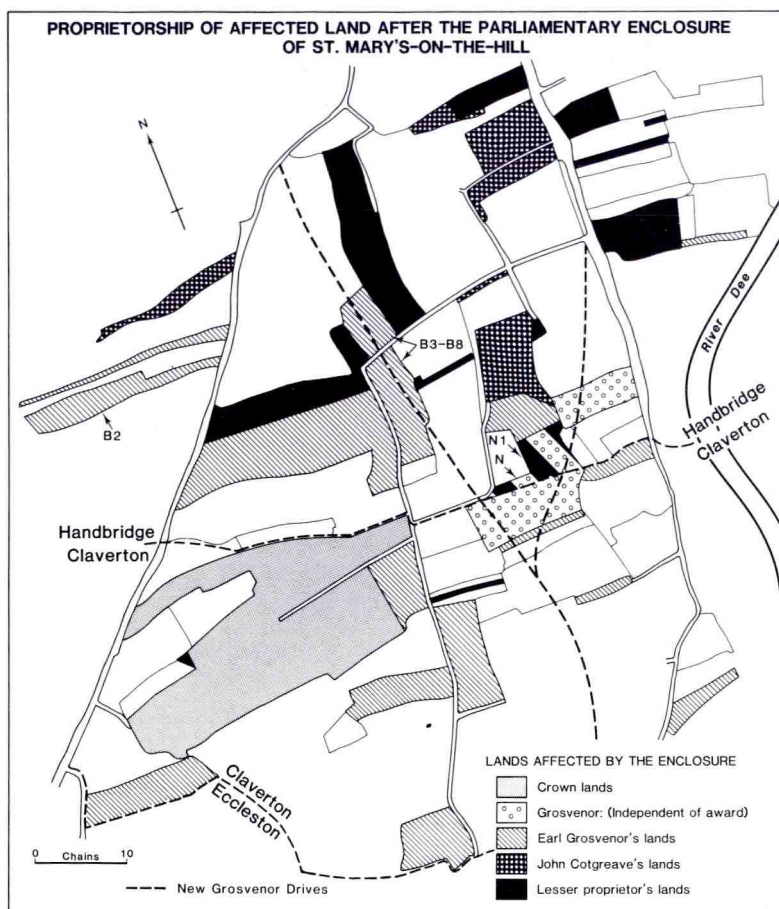 PROPRIETORSHIP OF AFFECTED LAND AFTER THE PARLIAMENTARY ENCLOSURE
OF ST. MARY'S-ON-THE-HILL
N
River Dee
B3–B8
B2
N1
N
Handbridge
Claverton
Handbridge
Claverton
Claverton
Eccleston
LANDS AFFECTED BY THE ENCLOSURE
Crown lands
Grosvenor: (Independent of award)
Earl Grosvenor's lands
John Cotgreave's lands
Lesser proprietor's lands
0 Chains 10
New Grosvenor Drives